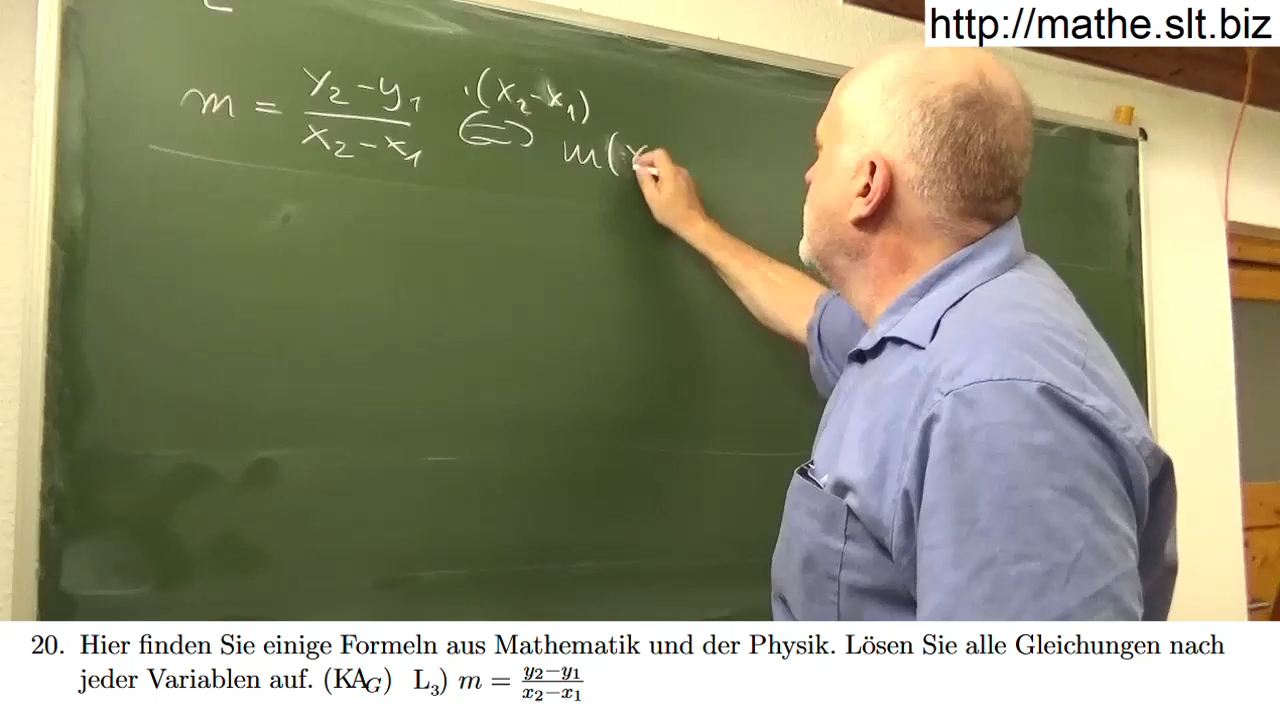 http://mathe.slt.biz
m = y₂-y₁/x₂-x₁ ·(x₂-x₁) ⇔ m(x
20. Hier finden Sie einige Formeln aus Mathematik und der Physik. Lösen Sie alle Gleichungen nach
jeder Variablen auf. (KA_G) L₃) m = y₂−y₁/x₂−x₁